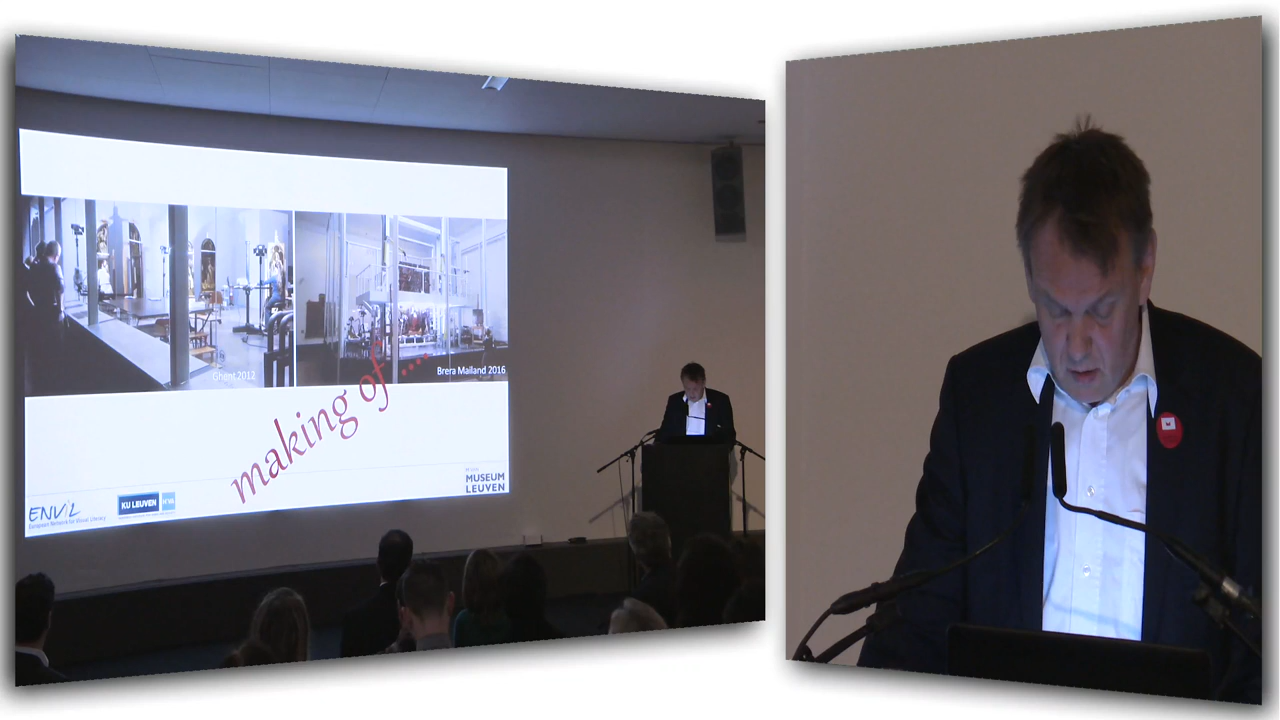 Ghent 2012
Brera Mailand 2016
making of ....
ENViL
European Network for Visual Literacy
KU LEUVEN
MUSEUM
LEUVEN
M